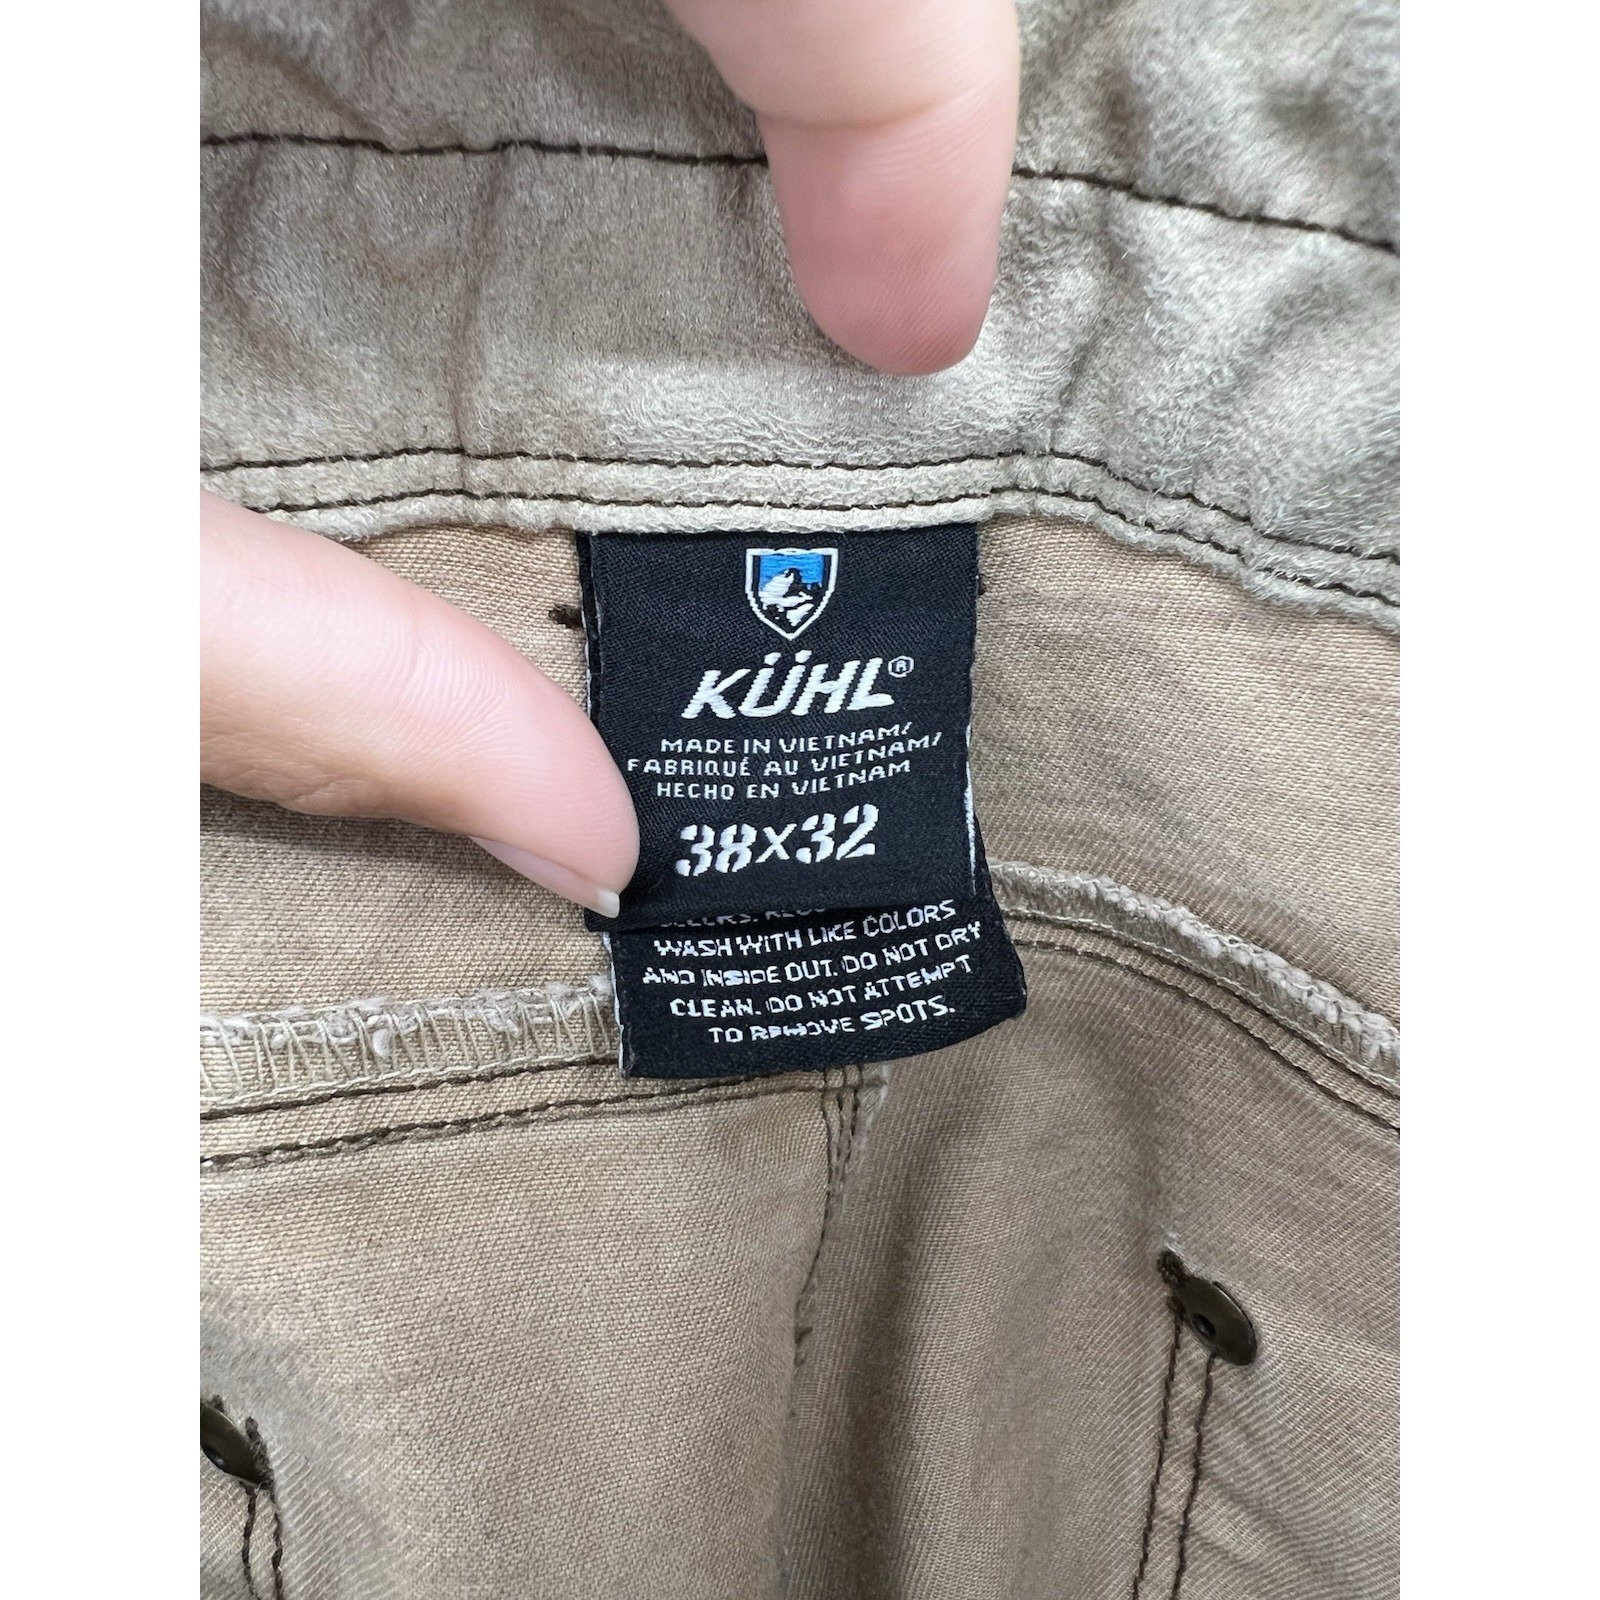 KÜHL®
MADE IN VIETNAM/
FABRIQUÉ AU VIETNAM/
HECHO EN VIETNAM
38X32
WASH WITH LIKE COLORS
AND INSIDE OUT. DO NOT DRY
CLEAN. DO NOT ATTEMPT
TO REMOVE SPOTS.